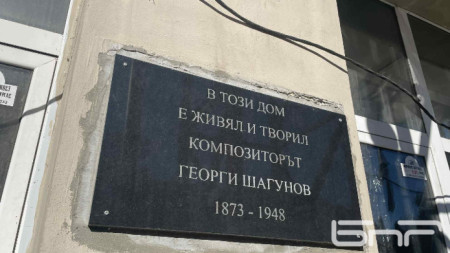 В ТОЗИ ДОМ
Е ЖИВЯЛ И ТВОРИЛ
КОМПОЗИТОРЪТ
ГЕОРГИ ШАГУНОВ
1873 - 1948
БНР